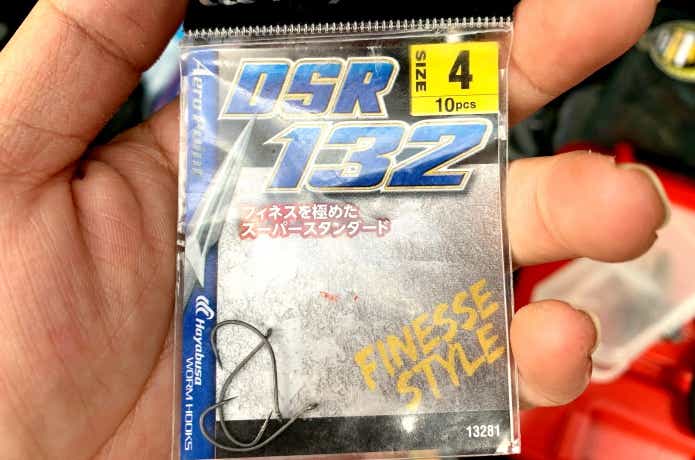 Aero Point
DSR
132
SIZE
4
10pcs
フィネスを極めた
スーパースタンダード
FINESSE
STYLE
Hayabusa
WORM HOOKS
13281